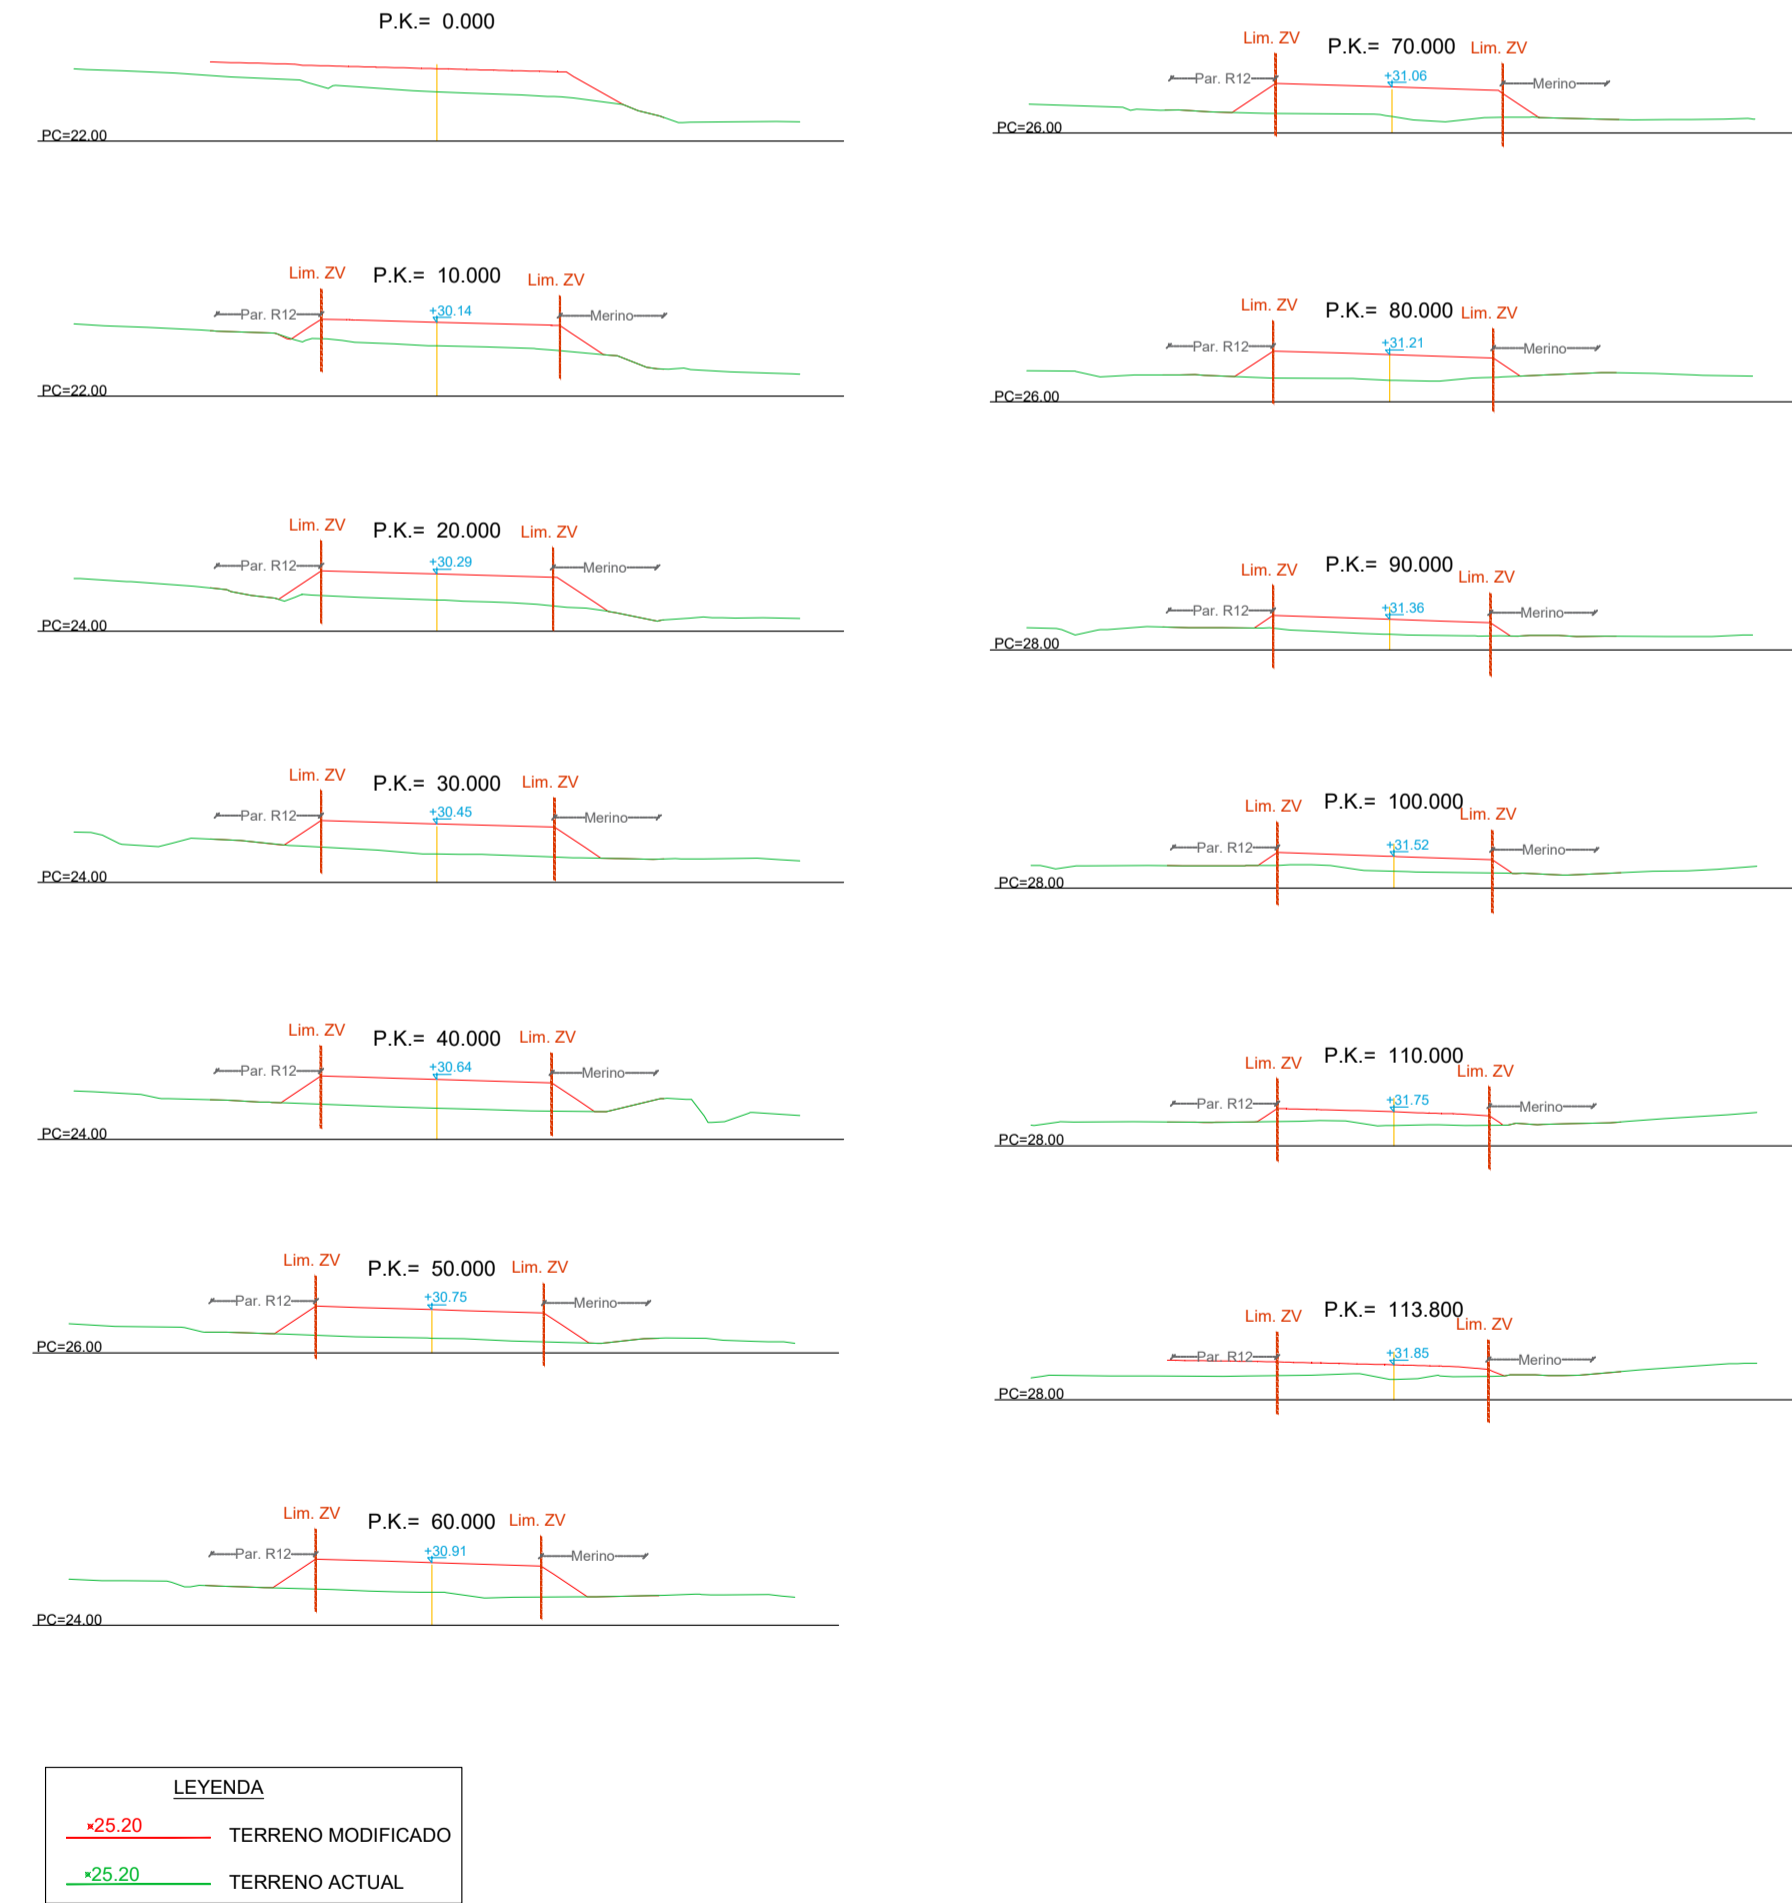 P.K.= 0.000
PC=22.00
Lim. ZV P.K.= 10.000 Lim. ZV
Par. R12 +30.14 Merino
PC=22.00
Lim. ZV P.K.= 20.000 Lim. ZV
Par. R12 +30.29 Merino
PC=24.00
Lim. ZV P.K.= 30.000 Lim. ZV
Par. R12 +30.45 Merino
PC=24.00
Lim. ZV P.K.= 40.000 Lim. ZV
Par. R12 +30.64 Merino
PC=24.00
Lim. ZV P.K.= 50.000 Lim. ZV
Par. R12 +30.75 Merino
PC=26.00
Lim. ZV P.K.= 60.000 Lim. ZV
Par. R12 +30.91 Merino
PC=24.00
Lim. ZV P.K.= 70.000 Lim. ZV
Par. R12 +31.06 Merino
PC=26.00
Lim. ZV P.K.= 80.000 Lim. ZV
Par. R12 +31.21 Merino
PC=26.00
Lim. ZV P.K.= 90.000 Lim. ZV
Par. R12 +31.36 Merino
PC=28.00
Lim. ZV P.K.= 100.000 Lim. ZV
Par. R12 +31.52 Merino
PC=28.00
Lim. ZV P.K.= 110.000 Lim. ZV
Par. R12 +31.75 Merino
PC=28.00
Lim. ZV P.K.= 113.800 Lim. ZV
Par. R12 +31.85 Merino
PC=28.00
LEYENDA
×25.20 TERRENO MODIFICADO
×25.20 TERRENO ACTUAL